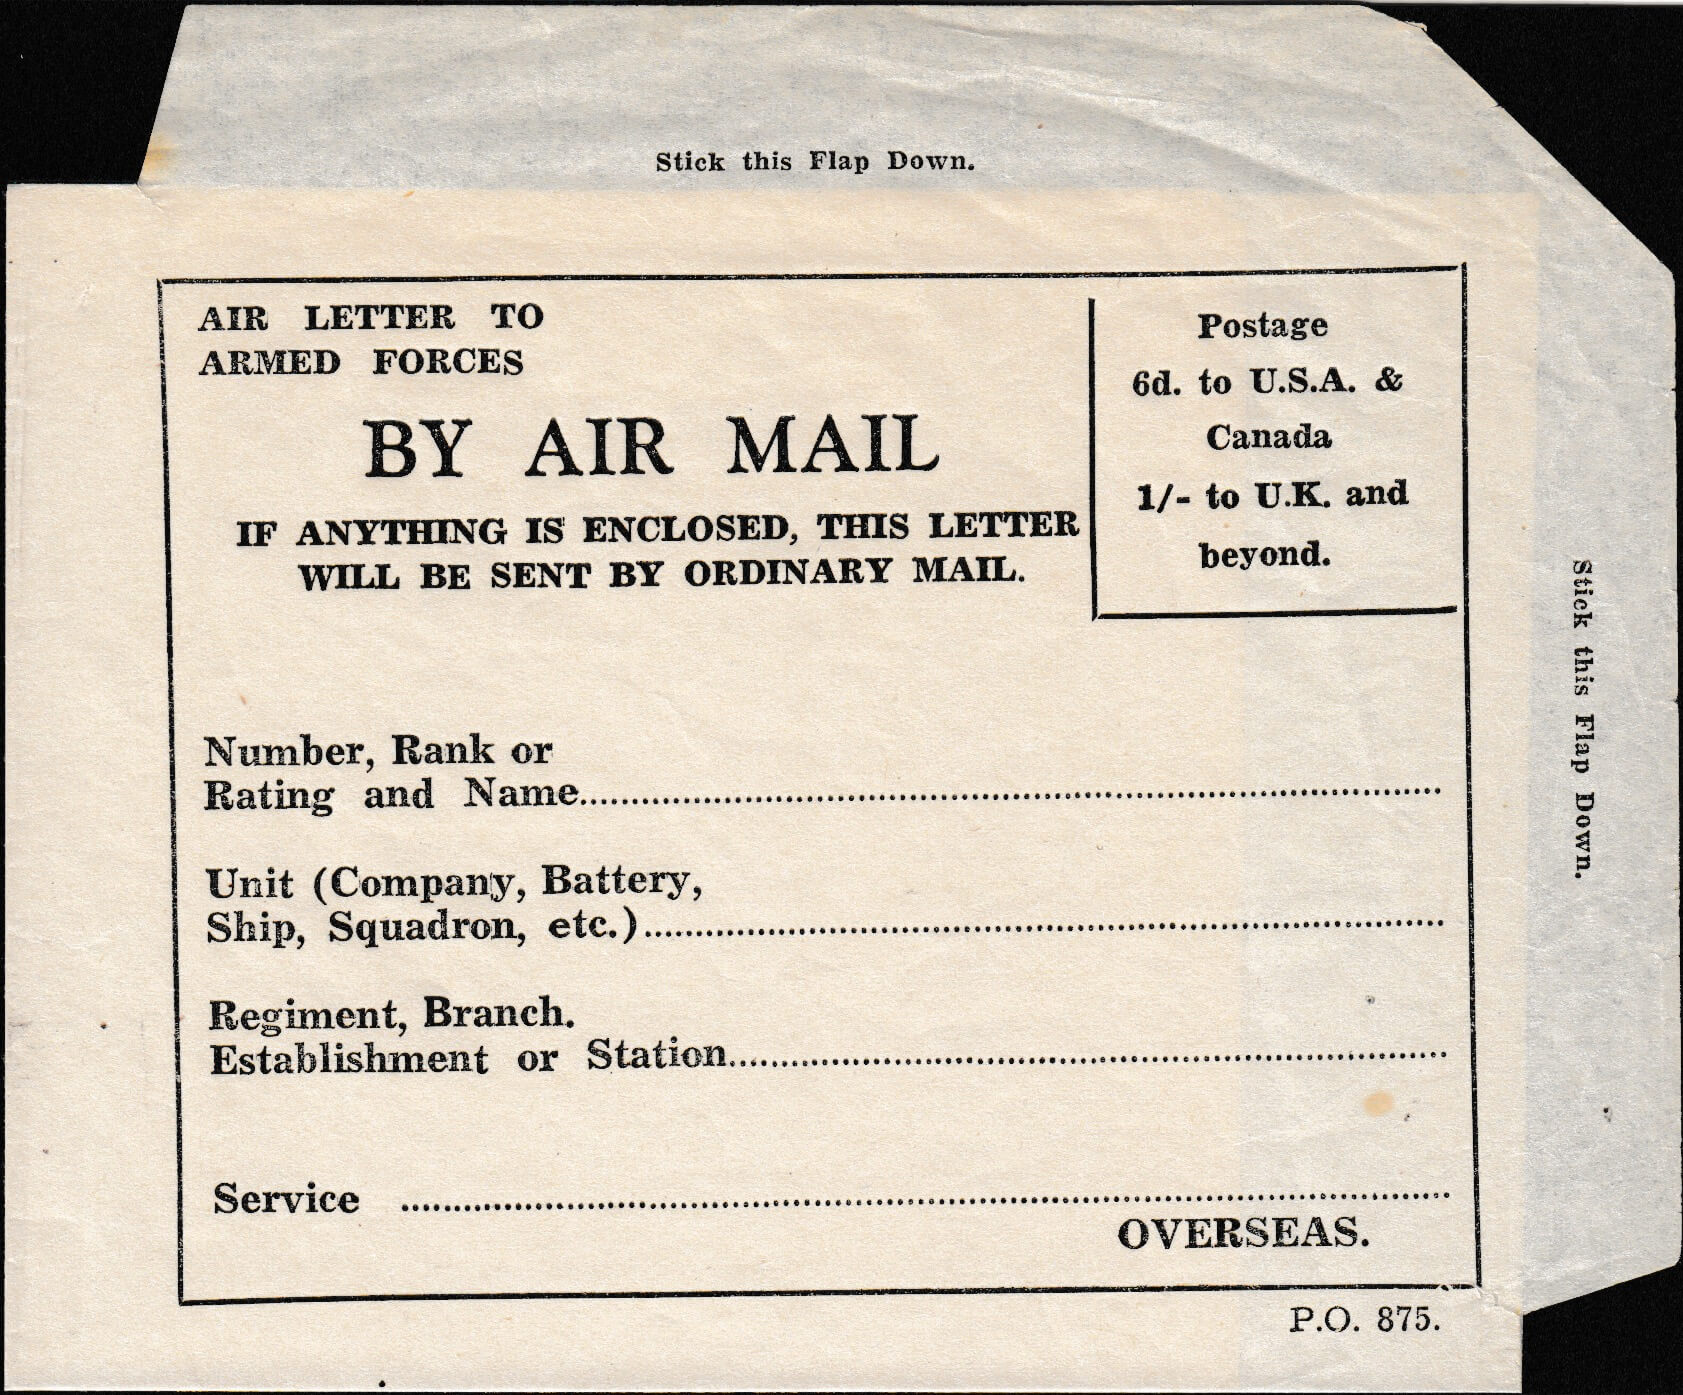 Stick this Flap Down.
AIR LETTER TO
ARMED FORCES
BY AIR MAIL
IF ANYTHING IS ENCLOSED, THIS LETTER
WILL BE SENT BY ORDINARY MAIL.
Postage
6d. to U.S.A. &
Canada
1/- to U.K. and
beyond.
Stick this Flap Down.
Number, Rank or
Rating and Name
Unit (Company, Battery,
Ship, Squadron, etc.)
Regiment, Branch.
Establishment or Station
Service
OVERSEAS.
P.O. 875.